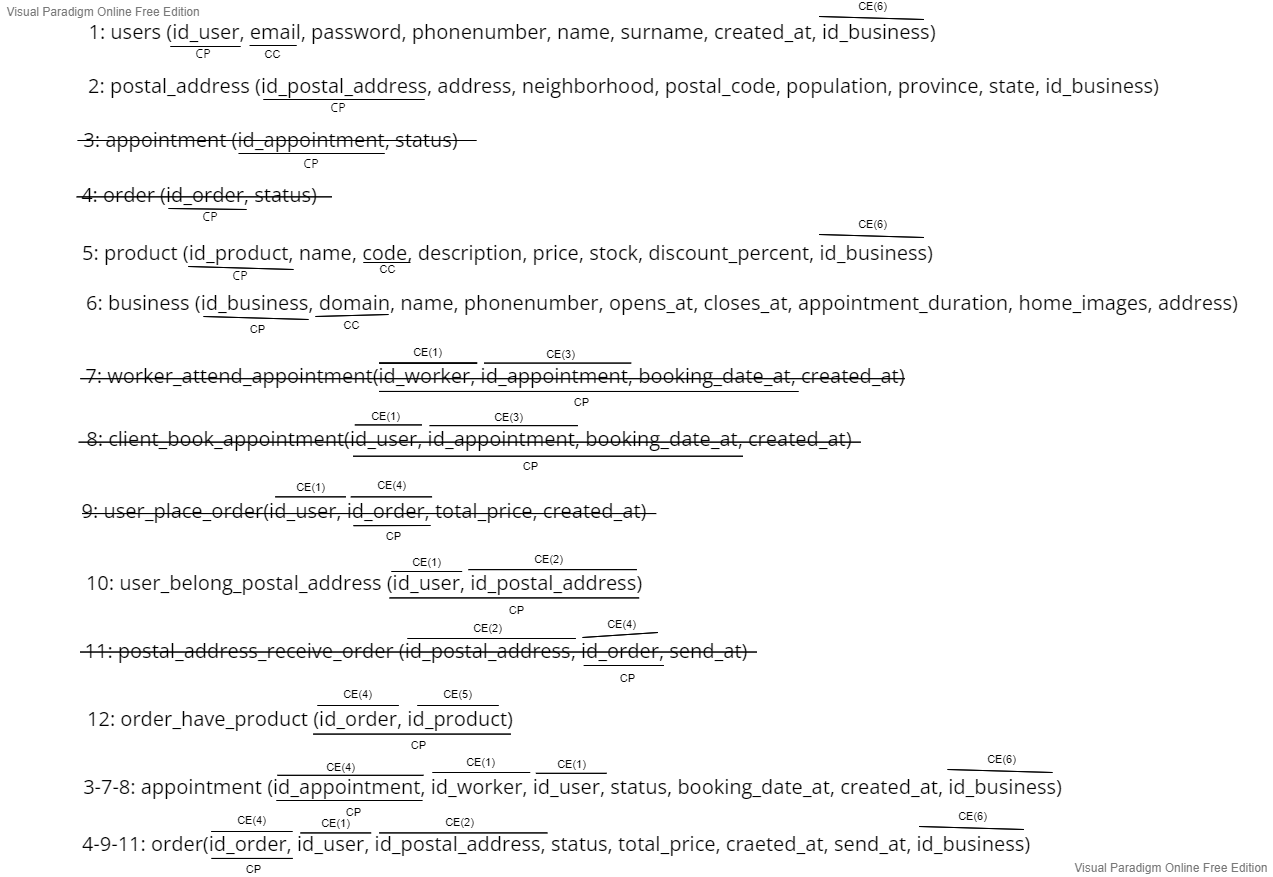 Visual Paradigm Online Free Edition
CE(6)
1: users (id_user, email, password, phonenumber, name, surname, created_at, id_business)
CP CC
2: postal_address (id_postal_address, address, neighborhood, postal_code, population, province, state, id_business)
CP
3: appointment (id_appointment, status)
CP
4: order (id_order, status)
CP
CE(6)
5: product (id_product, name, code, description, price, stock, discount_percent, id_business)
CP CC
6: business (id_business, domain, name, phonenumber, opens_at, closes_at, appointment_duration, home_images, address)
CP CC
CE(1) CE(3)
7: worker_attend_appointment(id_worker, id_appointment, booking_date_at, created_at)
CP
CE(1) CE(3)
8: client_book_appointment(id_user, id_appointment, booking_date_at, created_at)
CP
CE(1) CE(4)
9: user_place_order(id_user, id_order, total_price, created_at)
CP
CE(1) CE(2)
10: user_belong_postal_address (id_user, id_postal_address)
CP
CE(2) CE(4)
11: postal_address_receive_order (id_postal_address, id_order, send_at)
CP
CE(4) CE(5)
12: order_have_product (id_order, id_product)
CP
CE(4) CE(1) CE(1) CE(6)
3-7-8: appointment (id_appointment, id_worker, id_user, status, booking_date_at, created_at, id_business)
CP
CE(4) CE(1) CE(2) CE(6)
4-9-11: order(id_order, id_user, id_postal_address, status, total_price, craeted_at, send_at, id_business)
CP
Visual Paradigm Online Free Edition